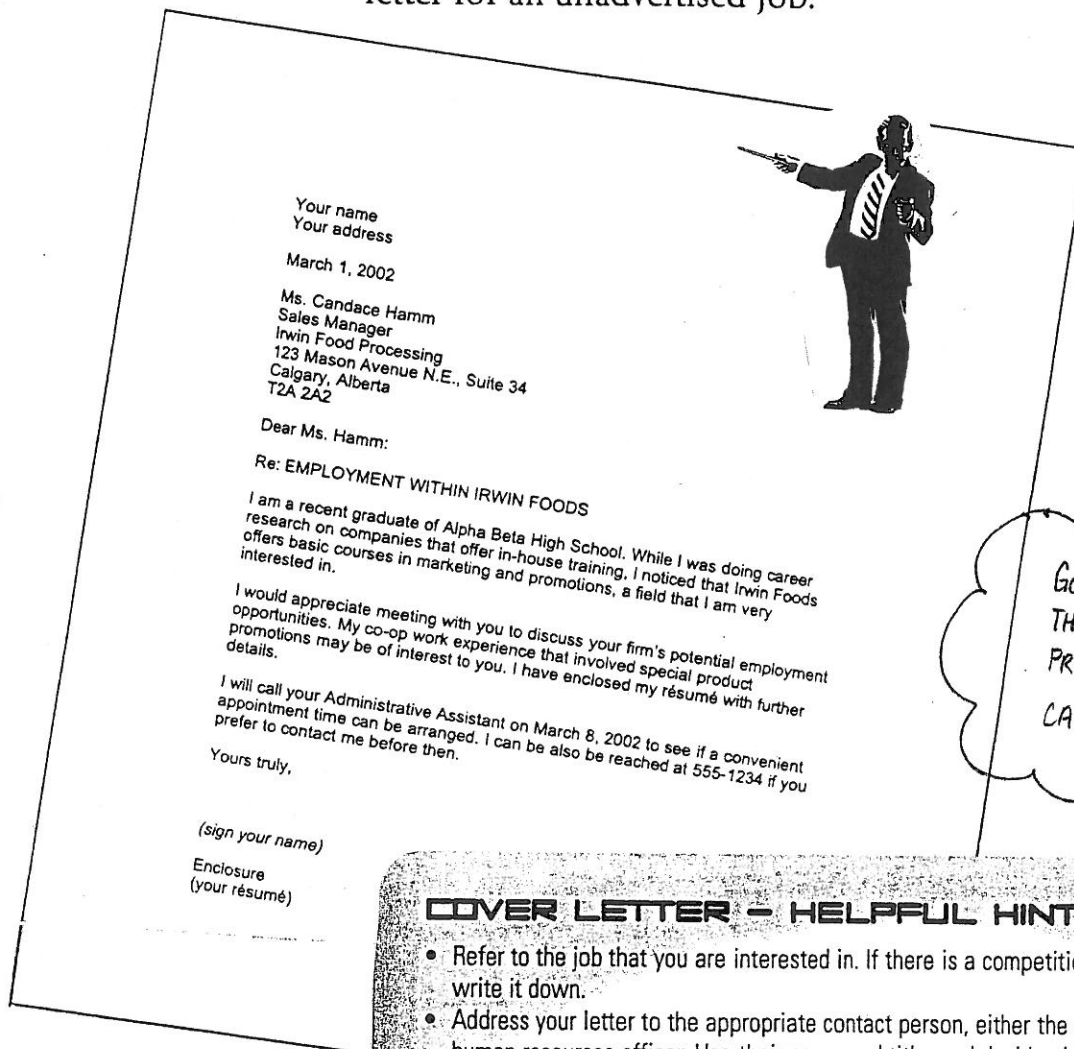 letter for an unadvertised job.
Your name
Your address
March 1, 2002
Ms. Candace Hamm
Sales Manager
Irwin Food Processing
123 Mason Avenue N.E., Suite 34
Calgary, Alberta
T2A 2A2
Dear Ms. Hamm:
Re: EMPLOYMENT WITHIN IRWIN FOODS
I am a recent graduate of Alpha Beta High School. While I was doing career
research on companies that offer in-house training, I noticed that Irwin Foods
offers basic courses in marketing and promotions, a field that I am very
interested in.
I would appreciate meeting with you to discuss your firm's potential employment
opportunities. My co-op work experience that involved special product
promotions may be of interest to you. I have enclosed my résumé with further
details.
I will call your Administrative Assistant on March 8, 2002 to see if a convenient
appointment time can be arranged. I can be also be reached at 555-1234 if you
prefer to contact me before then.
Yours truly,
(sign your name)
Enclosure
(your résumé)
GO
TH
PR
CA
COVER LETTER – HELPFUL HINT
• Refer to the job that you are interested in. If there is a competiti
write it down.
• Address your letter to the appropriate contact person, either the
human resources officer.